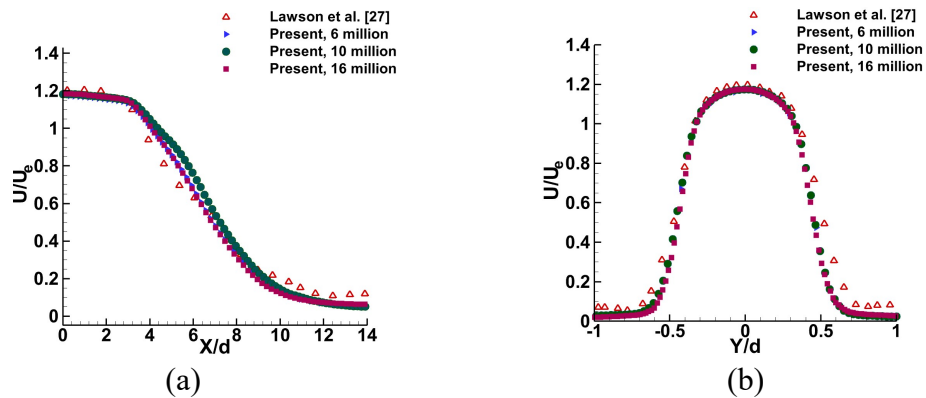 Lawson et al. [27]
Present, 6 million
Present, 10 million
Present, 16 million
1.4
1.2
1
0.8
0.6
0.4
0.2
0
U/Ue
0 2 4 6 8 10 12 14
X/d
(a)
Lawson et al. [27]
Present, 6 million
Present, 10 million
Present, 16 million
1.4
1.2
1
0.8
0.6
0.4
0.2
0
U/Ue
-1 -0.5 0 0.5 1
Y/d
(b)